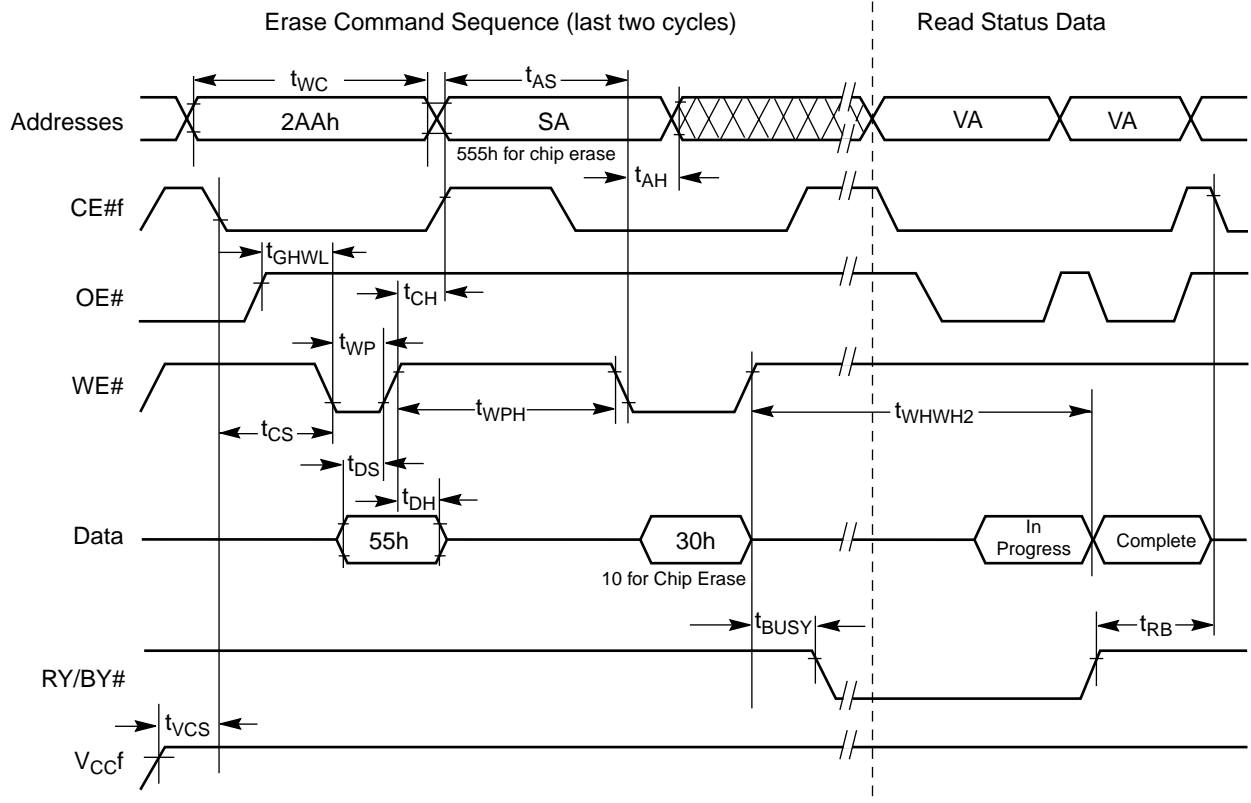 Erase Command Sequence (last two cycles)
Read Status Data
tWC
tAS
Addresses
2AAh
SA
VA
VA
555h for chip erase
tAH
CE#f
tGHWL
OE#
tCH
tWP
WE#
tWPH
tWHWH2
tCS
tDS
tDH
Data
55h
30h
In
Progress
Complete
10 for Chip Erase
tBUSY
tRB
RY/BY#
tVCS
VCCf